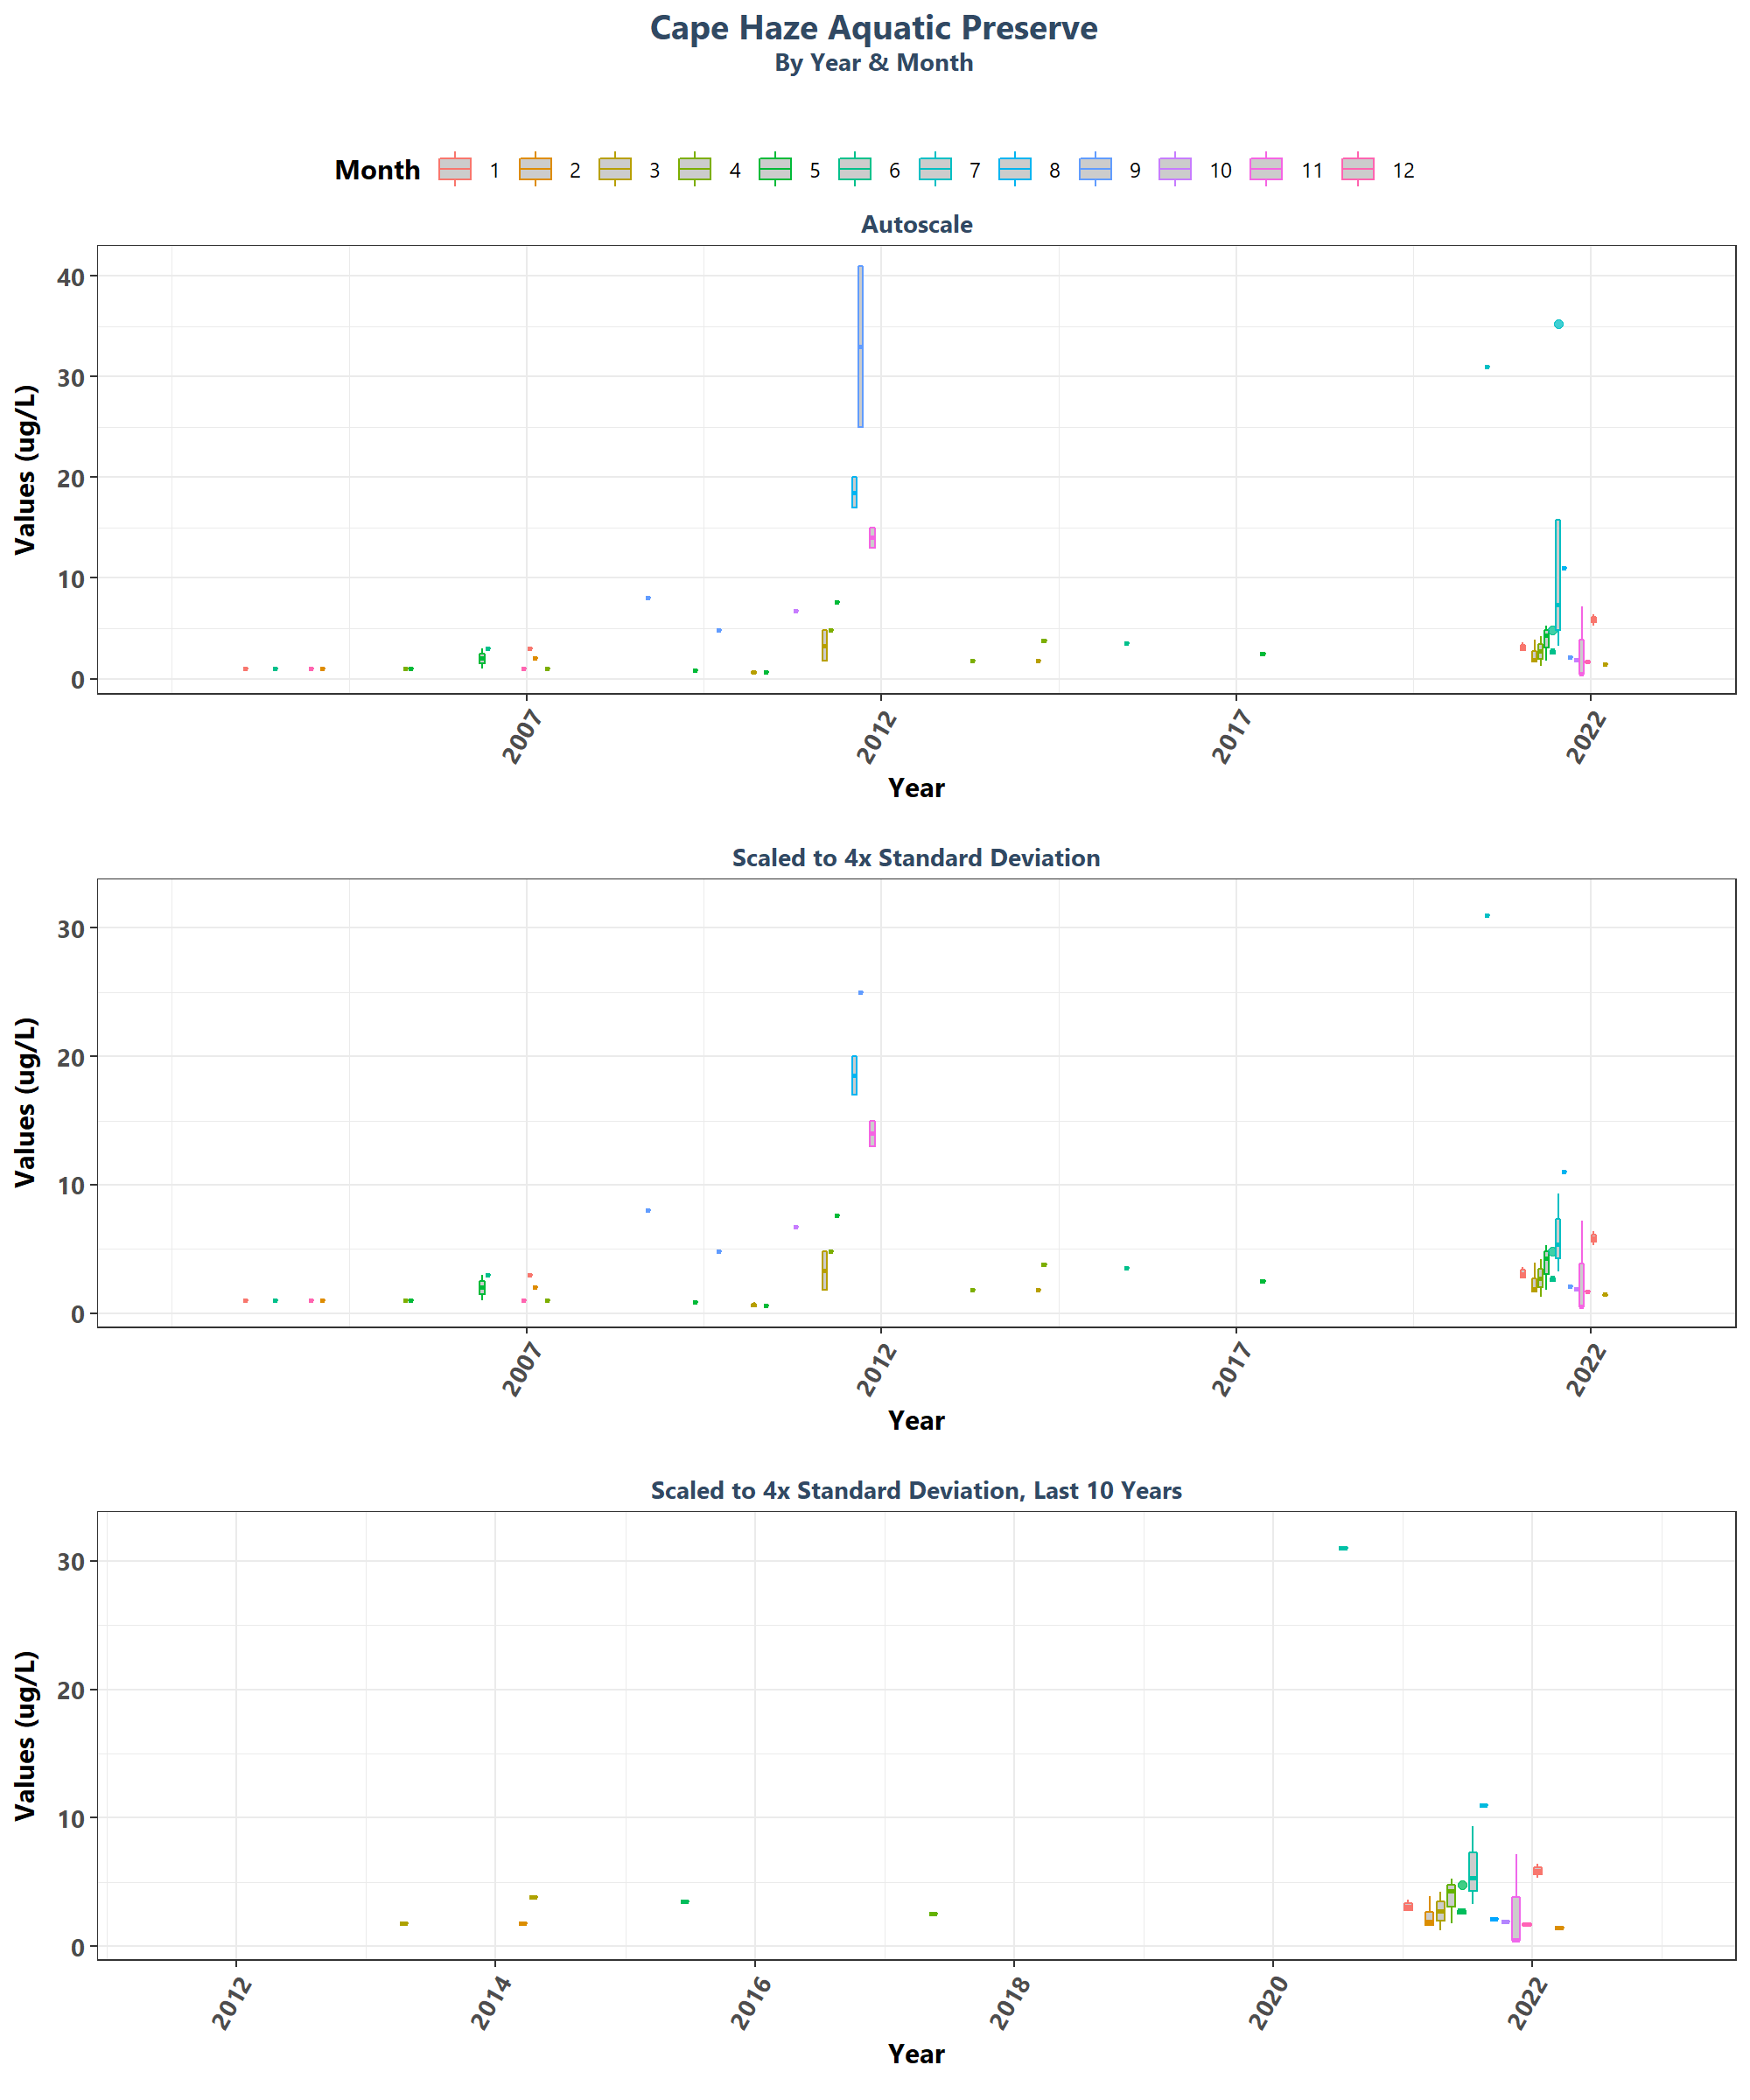 Cape Haze Aquatic Preserve
By Year & Month
Month 1 2 3 4 5 6 7 8 9 10 11 12
Autoscale
Values (ug/L)
40
30
20
10
0
2007 2012 2017 2022
Year
Scaled to 4x Standard Deviation
Values (ug/L)
30
20
10
0
2007 2012 2017 2022
Year
Scaled to 4x Standard Deviation, Last 10 Years
Values (ug/L)
30
20
10
0
2012 2014 2016 2018 2020 2022
Year